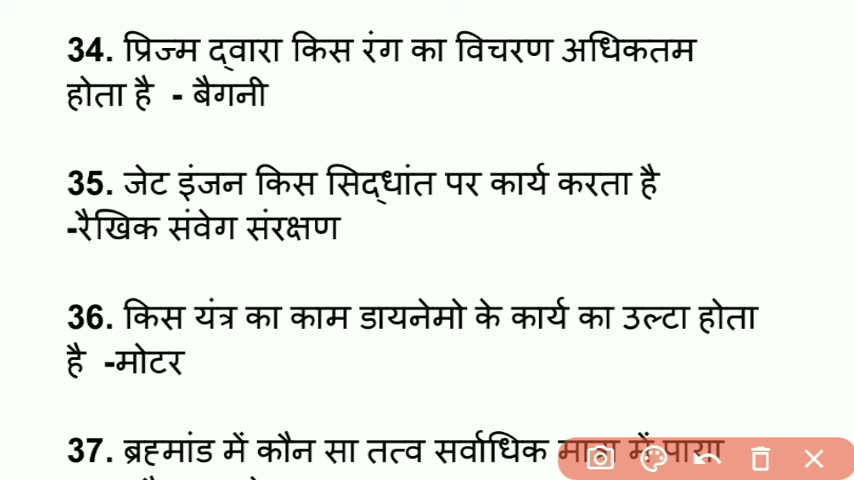 34. प्रिज्म द्वारा किस रंग का विचरण अधिकतम
होता है - बैगनी
35. जेट इंजन किस सिद्धांत पर कार्य करता है
-रैखिक संवेग संरक्षण
36. किस यंत्र का काम डायनेमो के कार्य का उल्टा होता
है -मोटर
37. ब्रह्मांड में कौन सा तत्व सर्वाधिक मात्रा में पाया